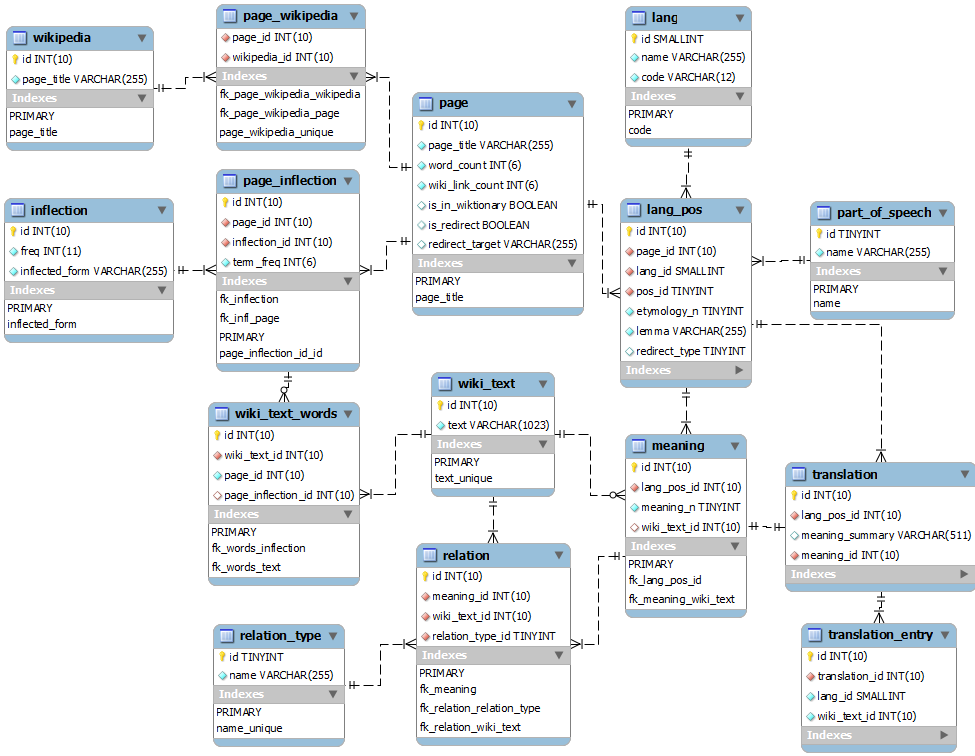 wikipedia
id INT(10)
page_title VARCHAR(255)
Indexes
PRIMARY
page_title
page_wikipedia
page_id INT(10)
wikipedia_id INT(10)
Indexes
fk_page_wikipedia_wikipedia
fk_page_wikipedia_page
page_wikipedia_unique
page
id INT(10)
page_title VARCHAR(255)
word_count INT(6)
wiki_link_count INT(6)
is_in_wiktionary BOOLEAN
is_redirect BOOLEAN
redirect_target VARCHAR(255)
Indexes
PRIMARY
page_title
lang
id SMALLINT
name VARCHAR(255)
code VARCHAR(12)
Indexes
PRIMARY
code
inflection
id INT(10)
freq INT(11)
inflected_form VARCHAR(255)
Indexes
PRIMARY
inflected_form
page_inflection
id INT(10)
page_id INT(10)
inflection_id INT(10)
term_freq INT(6)
Indexes
fk_inflection
fk_infl_page
PRIMARY
page_inflection_id_id
lang_pos
id INT(10)
page_id INT(10)
lang_id SMALLINT
pos_id TINYINT
etymology_n TINYINT
lemma VARCHAR(255)
redirect_type TINYINT
Indexes
part_of_speech
id TINYINT
name VARCHAR(255)
Indexes
PRIMARY
name
wiki_text_words
id INT(10)
wiki_text_id INT(10)
page_id INT(10)
page_inflection_id INT(10)
Indexes
PRIMARY
fk_words_inflection
fk_words_text
wiki_text
id INT(10)
text VARCHAR(1023)
Indexes
PRIMARY
text_unique
meaning
id INT(10)
lang_pos_id INT(10)
meaning_n TINYINT
wiki_text_id INT(10)
Indexes
PRIMARY
fk_lang_pos_id
fk_meaning_wiki_text
translation
id INT(10)
lang_pos_id INT(10)
meaning_summary VARCHAR(511)
meaning_id INT(10)
Indexes
relation_type
id TINYINT
name VARCHAR(255)
Indexes
PRIMARY
name_unique
relation
id INT(10)
meaning_id INT(10)
wiki_text_id INT(10)
relation_type_id TINYINT
Indexes
PRIMARY
fk_meaning
fk_relation_relation_type
fk_relation_wiki_text
translation_entry
id INT(10)
translation_id INT(10)
lang_id SMALLINT
wiki_text_id INT(10)
Indexes